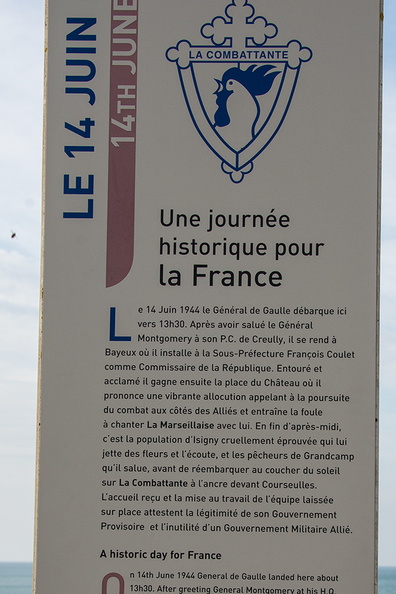 LE 14 JUIN
14TH JUNE
LA COMBATTANTE
Une journée
historique pour
la France
Le 14 Juin 1944 le Général de Gaulle débarque ici
vers 13h30. Après avoir salué le Général
Montgomery à son P.C. de Creully, il se rend à
Bayeux où il installe à la Sous-Préfecture François Coulet
comme Commissaire de la République. Entouré et
acclamé il gagne ensuite la place du Château où il
prononce une vibrante allocution appelant à la poursuite
du combat aux côtés des Alliés et entraîne la foule
à chanter La Marseillaise avec lui. En fin d'après-midi,
c'est la population d'Isigny cruellement éprouvée qui lui
jette des fleurs et l'écoute, et les pêcheurs de Grandcamp
qu'il salue, avant de réembarquer au coucher du soleil
sur La Combattante à l'ancre devant Courseulles.
L'accueil reçu et la mise au travail de l'équipe laissée
sur place attestent la légitimité de son Gouvernement
Provisoire et l'inutilité d'un Gouvernement Militaire Allié.
A historic day for France
On 14th June 1944 General de Gaulle landed here about
13h30. After greeting General Montgomery at his H.Q